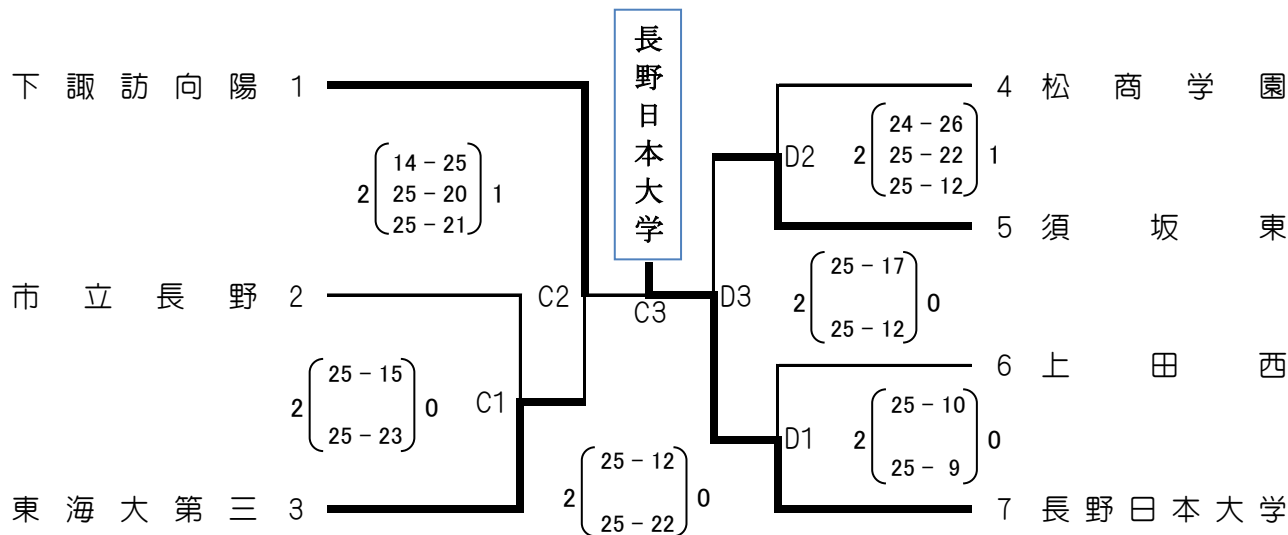 長野日本大学
下諏訪向陽 1
4 松商学園
2 14 - 25 1
25 - 20
25 - 21
D2
2 24 - 26 1
25 - 22
25 - 12
5 須坂東
市立長野 2
C2
C3
D3
2 25 - 17 0
25 - 12
6 上田西
2 25 - 15 0
25 - 23
C1
D1
2 25 - 10 0
25 - 9
2 25 - 12 0
25 - 22
東海大第三 3
7 長野日本大学